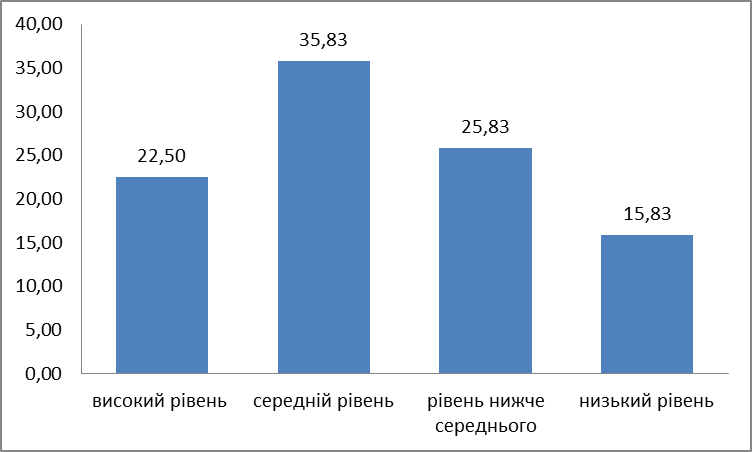 40,00
35,00
30,00
25,00
20,00
15,00
10,00
5,00
0,00
22,50
35,83
25,83
15,83
високий рівень
середній рівень
рівень нижче
середнього
низький рівень